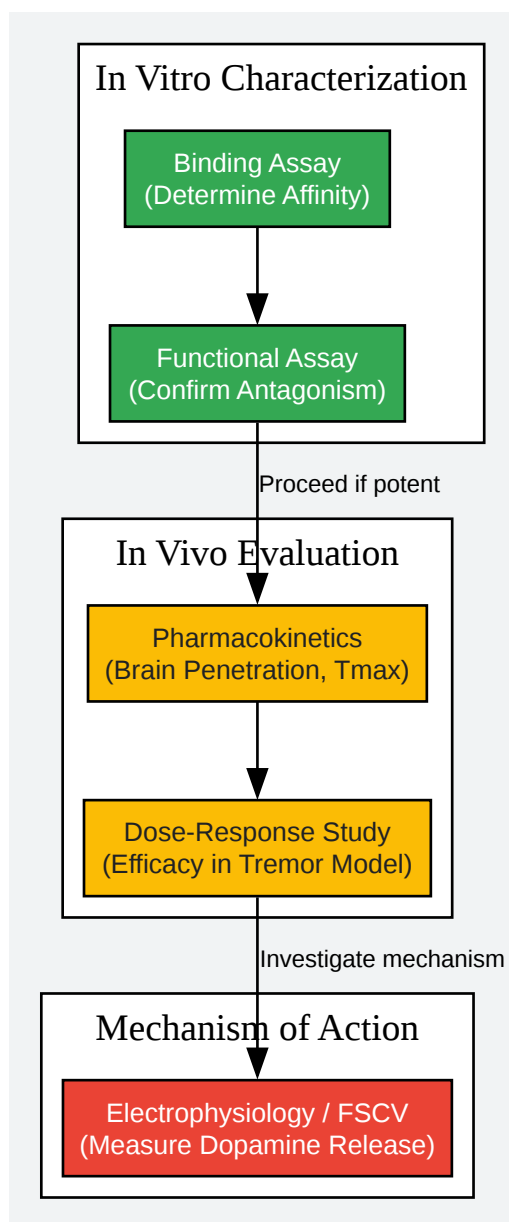 In Vitro Characterization
Binding Assay
(Determine Affinity)
Functional Assay
(Confirm Antagonism)
Proceed if potent
In Vivo Evaluation
Pharmacokinetics
(Brain Penetration, Tmax)
Dose-Response Study
(Efficacy in Tremor Model)
Investigate mechanism
Mechanism of Action
Electrophysiology / FSCV
(Measure Dopamine Release)